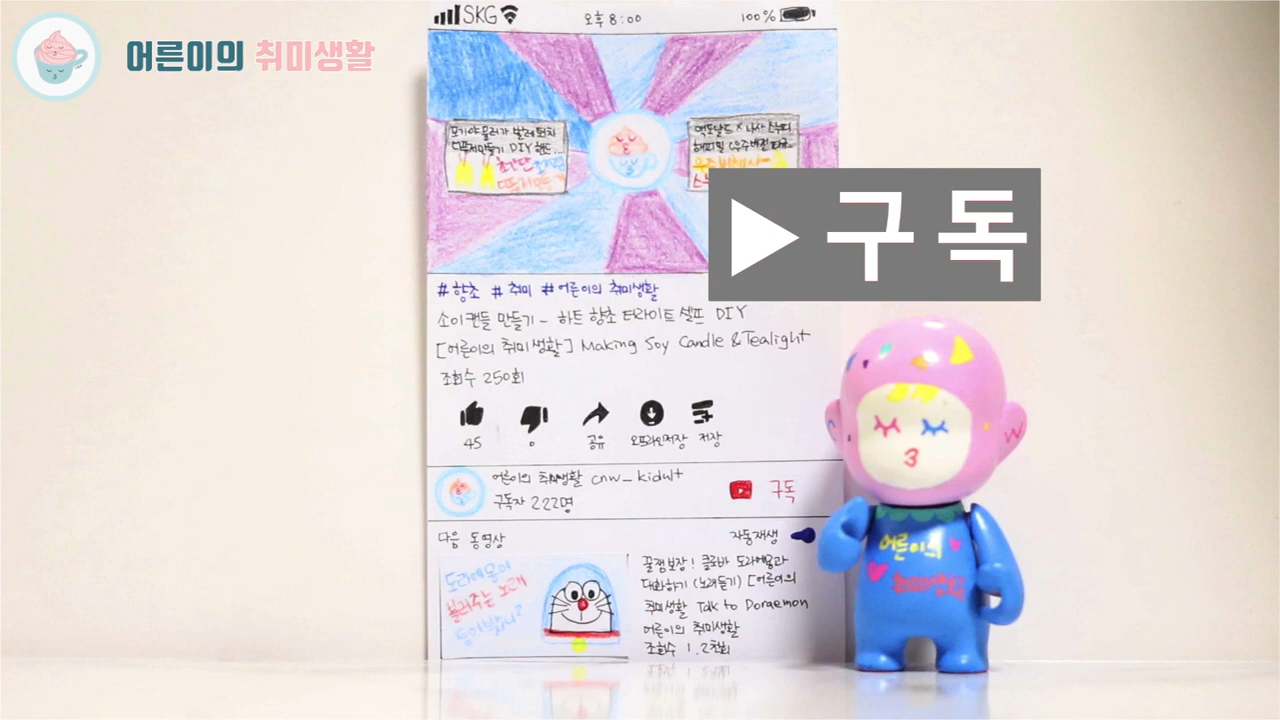 어른이의 취미생활
SKG 오후 8:00 100%
최단
▶구독
#향초 #취미 #어른이의 취미생활
소이캔들 만들기 - 하트 향초 티라이트 셀프 DIY
[어른이의 취미생활] Making Soy Candle & Tealight
조회수 250회
45 0 공유 오프라인저장 저장
어른이의 취미생활 cnw_kidult
구독자 222명
구독
다음 동영상 자동재생
도라에몽이
불러주는 노래
들어봤니?
꿀잼보장! 클로바 도라에몽과
대화하기 (노래듣기) [어른이의
취미생활 Talk to Doraemon
어른이의 취미생활
조회수 1.2천회
어른이의
취미생활
W